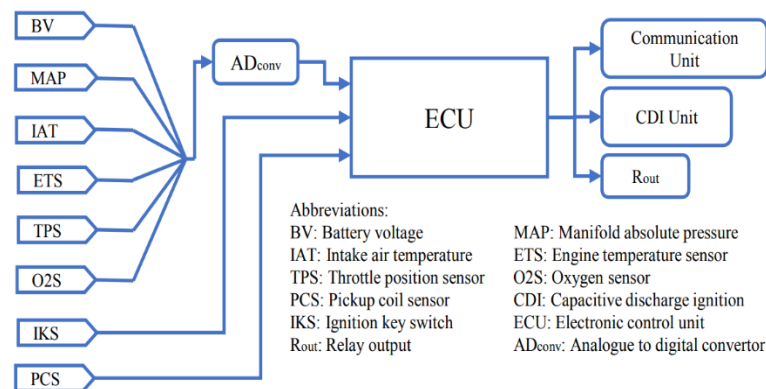 BV
MAP
IAT
ETS
TPS
O2S
IKS
PCS
ADconv
ECU
Communication
Unit
CDI Unit
Rout
Abbreviations:
BV: Battery voltage
IAT: Intake air temperature
TPS: Throttle position sensor
PCS: Pickup coil sensor
IKS: Ignition key switch
Rout: Relay output
MAP: Manifold absolute pressure
ETS: Engine temperature sensor
O2S: Oxygen sensor
CDI: Capacitive discharge ignition
ECU: Electronic control unit
ADconv: Analogue to digital convertor